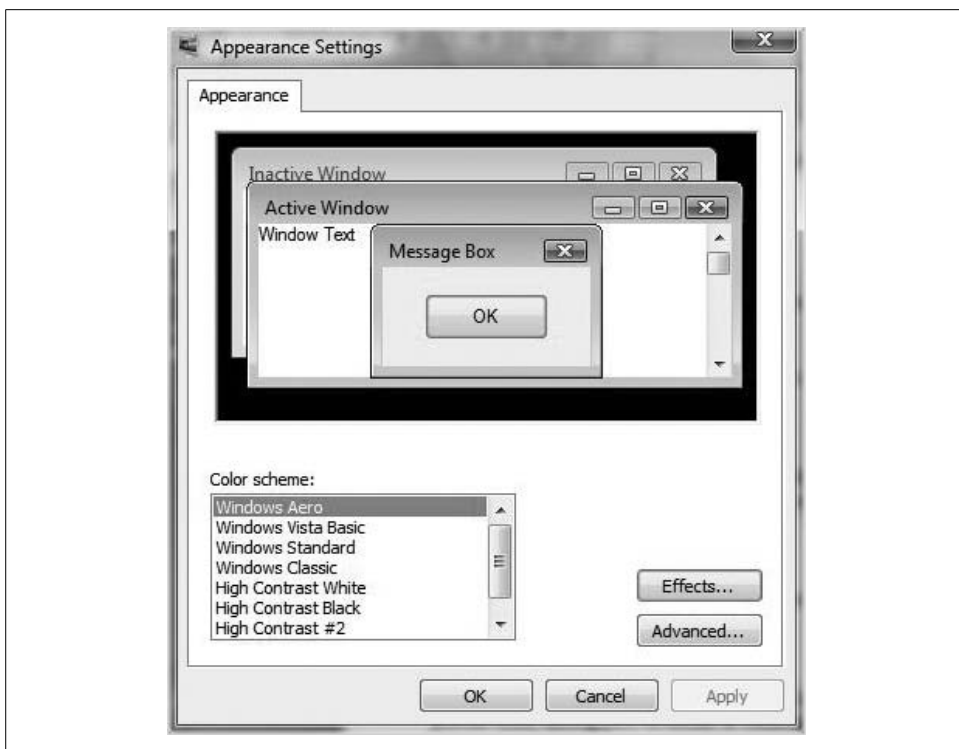 Appearance Settings
Appearance
Inactive Window
Active Window
Window Text
Message Box
OK
Color scheme:
Windows Aero
Windows Vista Basic
Windows Standard
Windows Classic
High Contrast White
High Contrast Black
High Contrast #2
Effects...
Advanced...
OK Cancel Apply